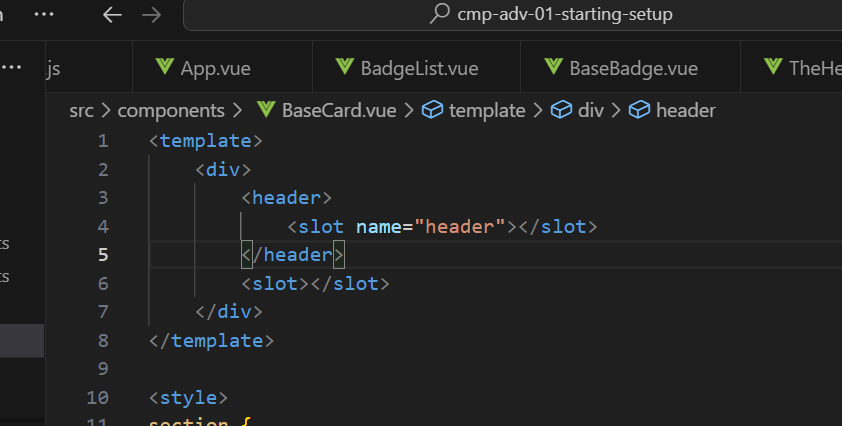 cmp-adv-01-starting-setup
js App.vue BadgeList.vue BaseBadge.vue
src > components > BaseCard.vue > template > div > header
1 <template>
2 <div>
3 <header>
4 <slot name="header"></slot>
5 </header>
6 <slot></slot>
7 </div>
8 </template>
9
10 <style>
11 section {